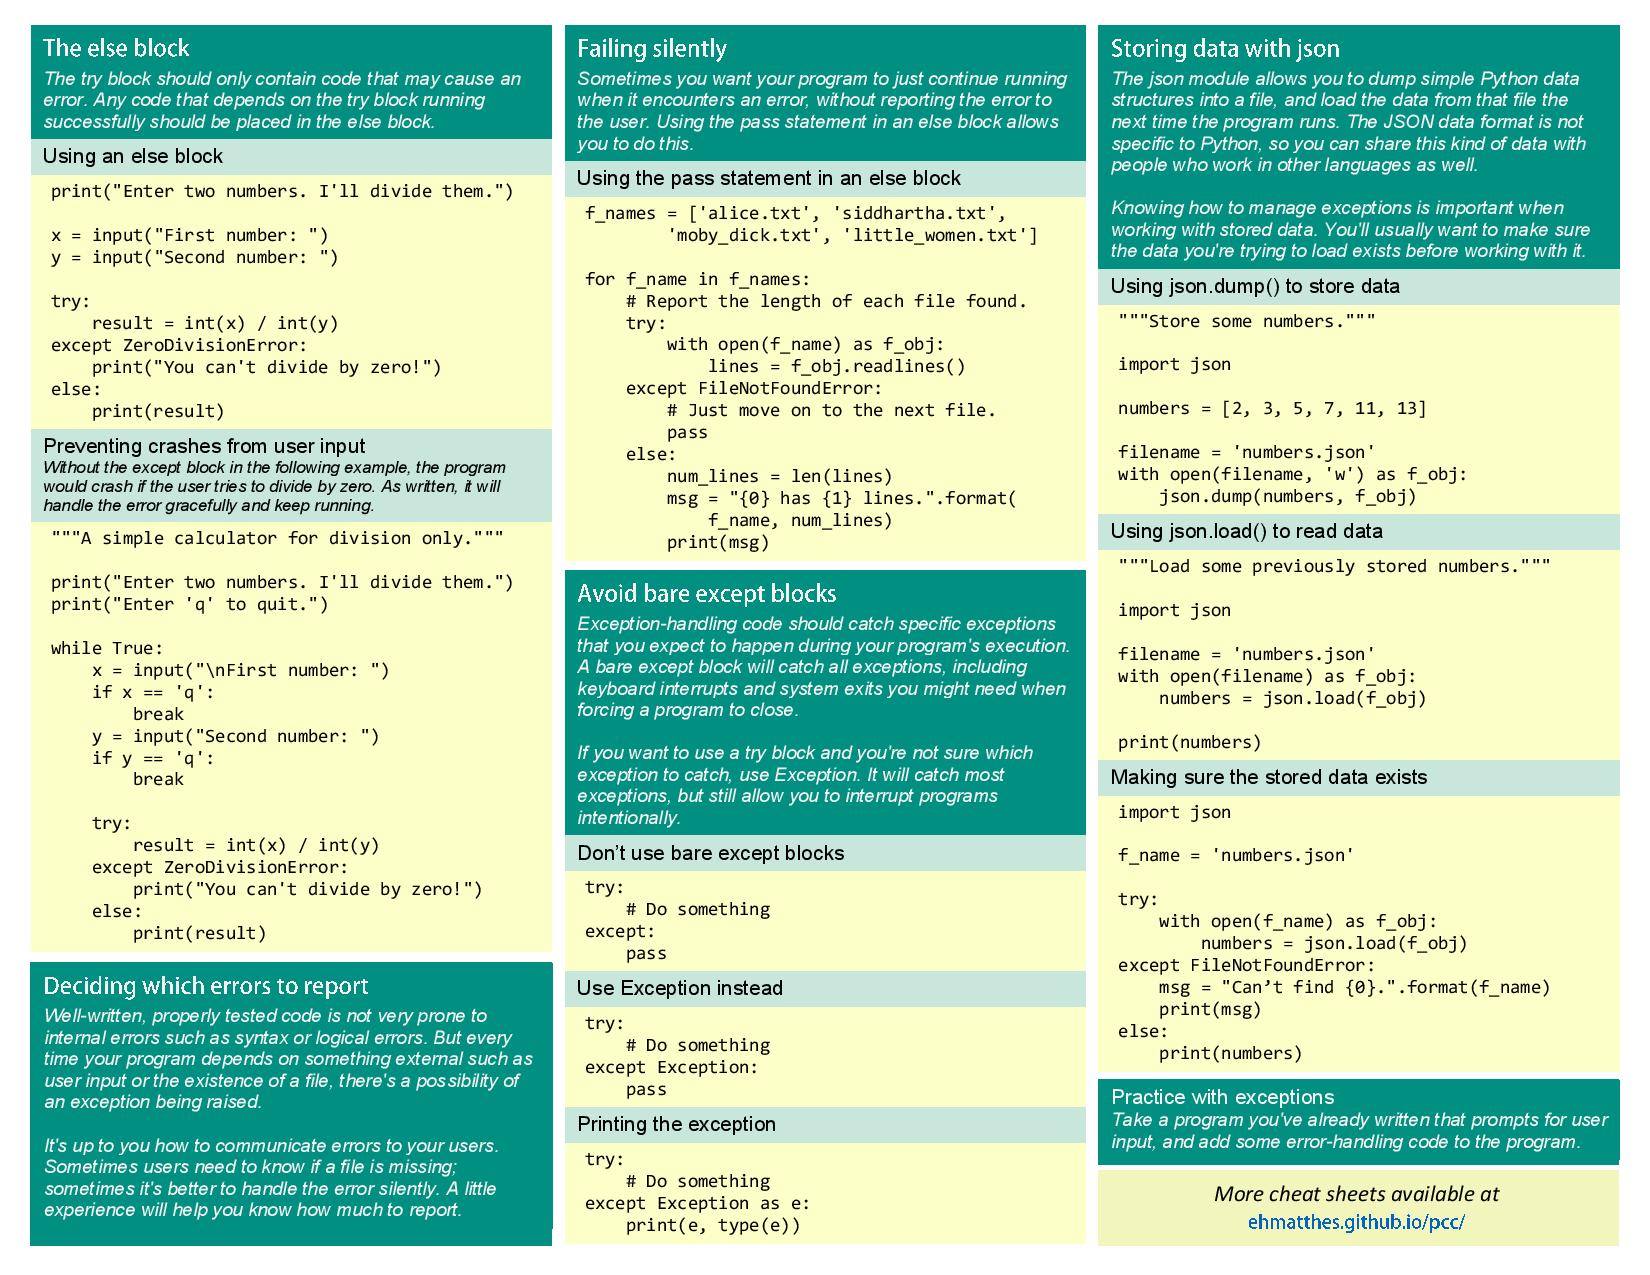 The else block
The try block should only contain code that may cause an
error. Any code that depends on the try block running
successfully should be placed in the else block.
Using an else block
print("Enter two numbers. I'll divide them.")
x = input("First number: ")
y = input("Second number: ")
try:
    result = int(x) / int(y)
except ZeroDivisionError:
    print("You can't divide by zero!")
else:
    print(result)
Preventing crashes from user input
Without the except block in the following example, the program
would crash if the user tries to divide by zero. As written, it will
handle the error gracefully and keep running.
"""A simple calculator for division only."""
print("Enter two numbers. I'll divide them.")
print("Enter 'q' to quit.")
while True:
    x = input("\nFirst number: ")
    if x == 'q':
        break
    y = input("Second number: ")
    if y == 'q':
        break
    try:
        result = int(x) / int(y)
    except ZeroDivisionError:
        print("You can't divide by zero!")
    else:
        print(result)
Deciding which errors to report
Well-written, properly tested code is not very prone to
internal errors such as syntax or logical errors. But every
time your program depends on something external such as
user input or the existence of a file, there's a possibility of
an exception being raised.
It's up to you how to communicate errors to your users.
Sometimes users need to know if a file is missing;
sometimes it's better to handle the error silently. A little
experience will help you know how much to report.
Failing silently
Sometimes you want your program to just continue running
when it encounters an error, without reporting the error to
the user. Using the pass statement in an else block allows
you to do this.
Using the pass statement in an else block
f_names = ['alice.txt', 'siddhartha.txt',
        'moby_dick.txt', 'little_women.txt']
for f_name in f_names:
    # Report the length of each file found.
    try:
        with open(f_name) as f_obj:
            lines = f_obj.readlines()
    except FileNotFoundError:
        # Just move on to the next file.
        pass
    else:
        num_lines = len(lines)
        msg = "{0} has {1} lines.".format(
            f_name, num_lines)
        print(msg)
Avoid bare except blocks
Exception-handling code should catch specific exceptions
that you expect to happen during your program's execution.
A bare except block will catch all exceptions, including
keyboard interrupts and system exits you might need when
forcing a program to close.
If you want to use a try block and you're not sure which
exception to catch, use Exception. It will catch most
exceptions, but still allow you to interrupt programs
intentionally.
Don’t use bare except blocks
try:
    # Do something
except:
    pass
Use Exception instead
try:
    # Do something
except Exception:
    pass
Printing the exception
try:
    # Do something
except Exception as e:
    print(e, type(e))
Storing data with json
The json module allows you to dump simple Python data
structures into a file, and load the data from that file the
next time the program runs. The JSON data format is not
specific to Python, so you can share this kind of data with
people who work in other languages as well.
Knowing how to manage exceptions is important when
working with stored data. You'll usually want to make sure
the data you're trying to load exists before working with it.
Using json.dump() to store data
"""Store some numbers."""
import json
numbers = [2, 3, 5, 7, 11, 13]
filename = 'numbers.json'
with open(filename, 'w') as f_obj:
    json.dump(numbers, f_obj)
Using json.load() to read data
"""Load some previously stored numbers."""
import json
filename = 'numbers.json'
with open(filename) as f_obj:
    numbers = json.load(f_obj)
print(numbers)
Making sure the stored data exists
import json
f_name = 'numbers.json'
try:
    with open(f_name) as f_obj:
        numbers = json.load(f_obj)
except FileNotFoundError:
    msg = "Can’t find {0}.".format(f_name)
    print(msg)
else:
    print(numbers)
Practice with exceptions
Take a program you've already written that prompts for user
input, and add some error-handling code to the program.
More cheat sheets available at
ehmatthes.github.io/pcc/